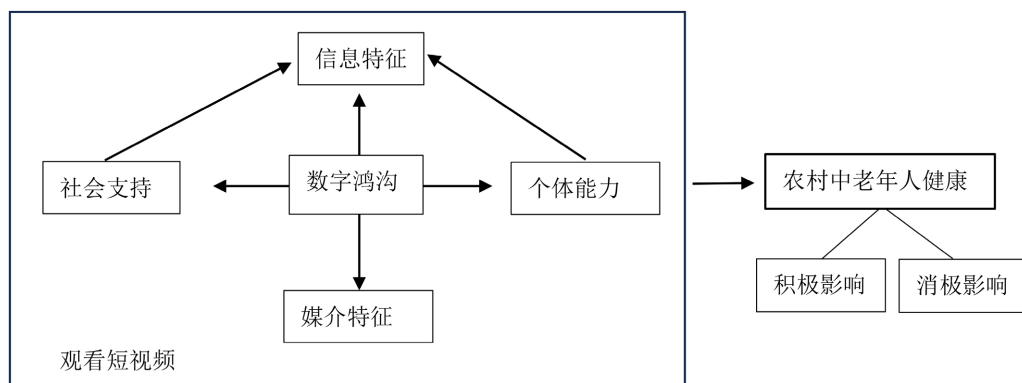 信息特征
社会支持
数字鸿沟
个体能力
农村中老年人健康
积极影响
消极影响
媒介特征
观看短视频